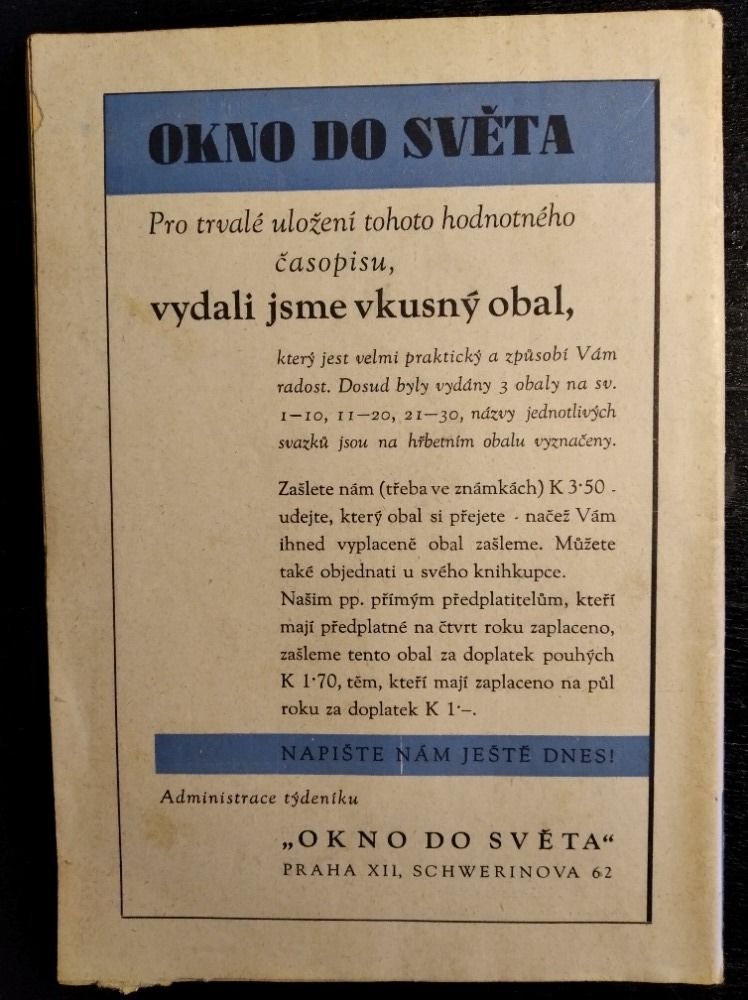 OKNO DO SVĚTA
Pro trvalé uložení tohoto hodnotného
časopisu,
vydali jsme vkusný obal,
který jest velmi praktický a způsobí Vám
radost. Dosud byly vydány 3 obaly na sv.
1—10, 11—20, 21—30, názvy jednotlivých
svazků jsou na hřbetním obalu vyznačeny.
Zašlete nám (třeba ve známkách) K 3·50 -
udejte, který obal si přejete - načež Vám
ihned vyplaceně obal zašleme. Můžete
také objednati u svého knihkupce.
Našim pp. přímým předplatitelům, kteří
mají předplatné na čtvrt roku zaplaceno,
zašleme tento obal za doplatek pouhých
K 1·70, těm, kteří mají zaplaceno na půl
roku za doplatek K 1·–.
NAPIŠTE NÁM JEŠTĚ DNES!
Administrace týdeníku
„OKNO DO SVĚTA“
PRAHA XII, SCHWERINOVA 62